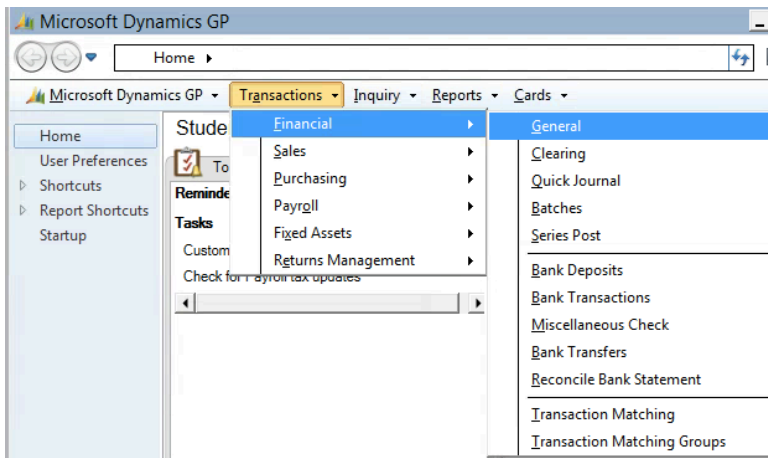 Microsoft Dynamics GP
Home
Microsoft Dynamics GP Transactions Inquiry Reports Cards
Home
User Preferences
Shortcuts
Report Shortcuts
Startup
Stude
To
Reminde
Tasks
Custom
Check for Payroll tax updates
Financial
Sales
Purchasing
Payroll
Fixed Assets
Returns Management
General
Clearing
Quick Journal
Batches
Series Post
Bank Deposits
Bank Transactions
Miscellaneous Check
Bank Transfers
Reconcile Bank Statement
Transaction Matching
Transaction Matching Groups